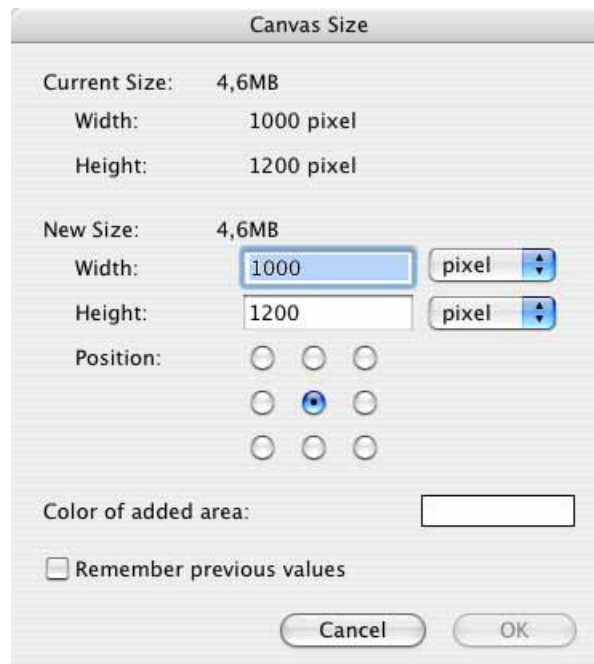 Canvas Size
Current Size: 4,6MB
Width: 1000 pixel
Height: 1200 pixel
New Size: 4,6MB
Width: 1000 pixel
Height: 1200 pixel
Position:
Color of added area:
Remember previous values
Cancel OK